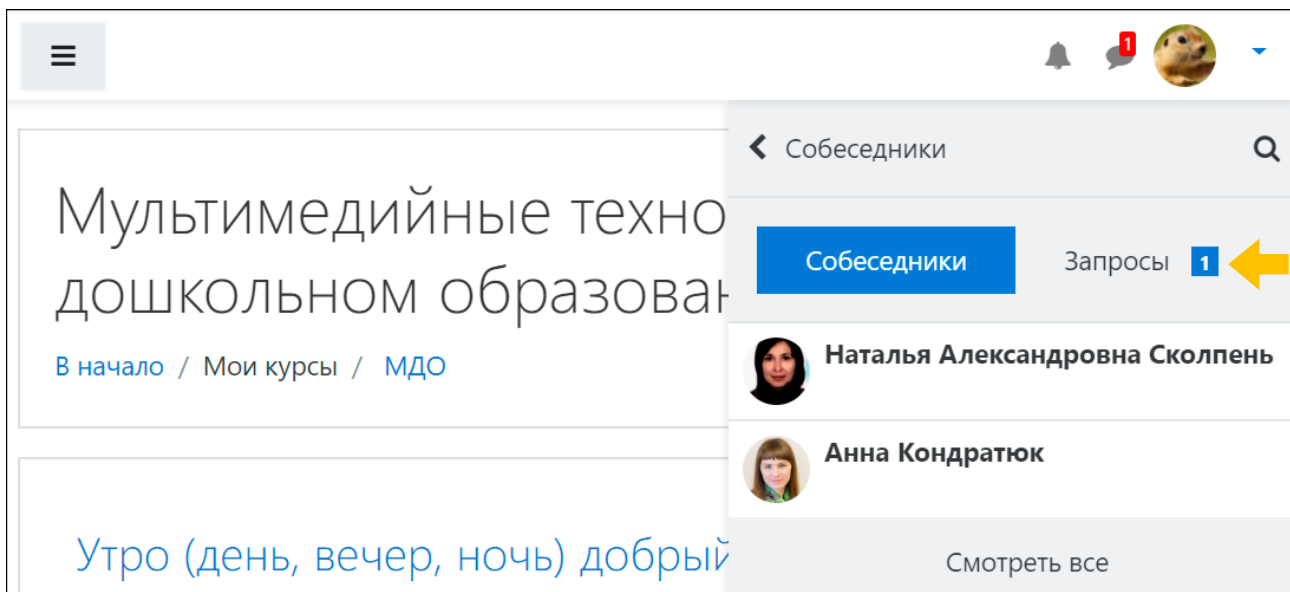 1
Собеседники
Мультимедийные техно
дошкольном образован
В начало / Мои курсы / МДО
Собеседники
Запросы 1
Наталья Александровна Сколпень
Анна Кондратюк
Утро (день, вечер, ночь) добрый
Смотреть все